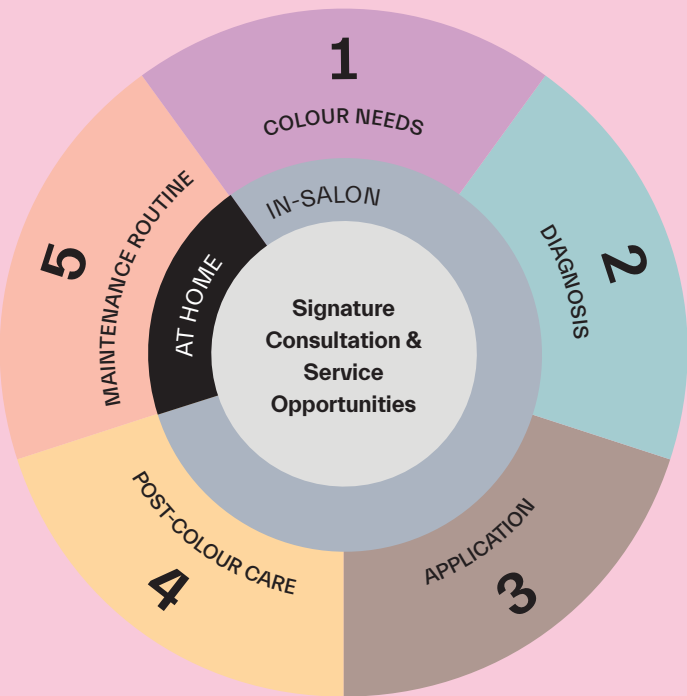 1
COLOUR NEEDS
2
DIAGNOSIS
3
APPLICATION
4
POST-COLOUR CARE
5
MAINTENANCE ROUTINE
IN-SALON
AT HOME
Signature
Consultation &
Service
Opportunities